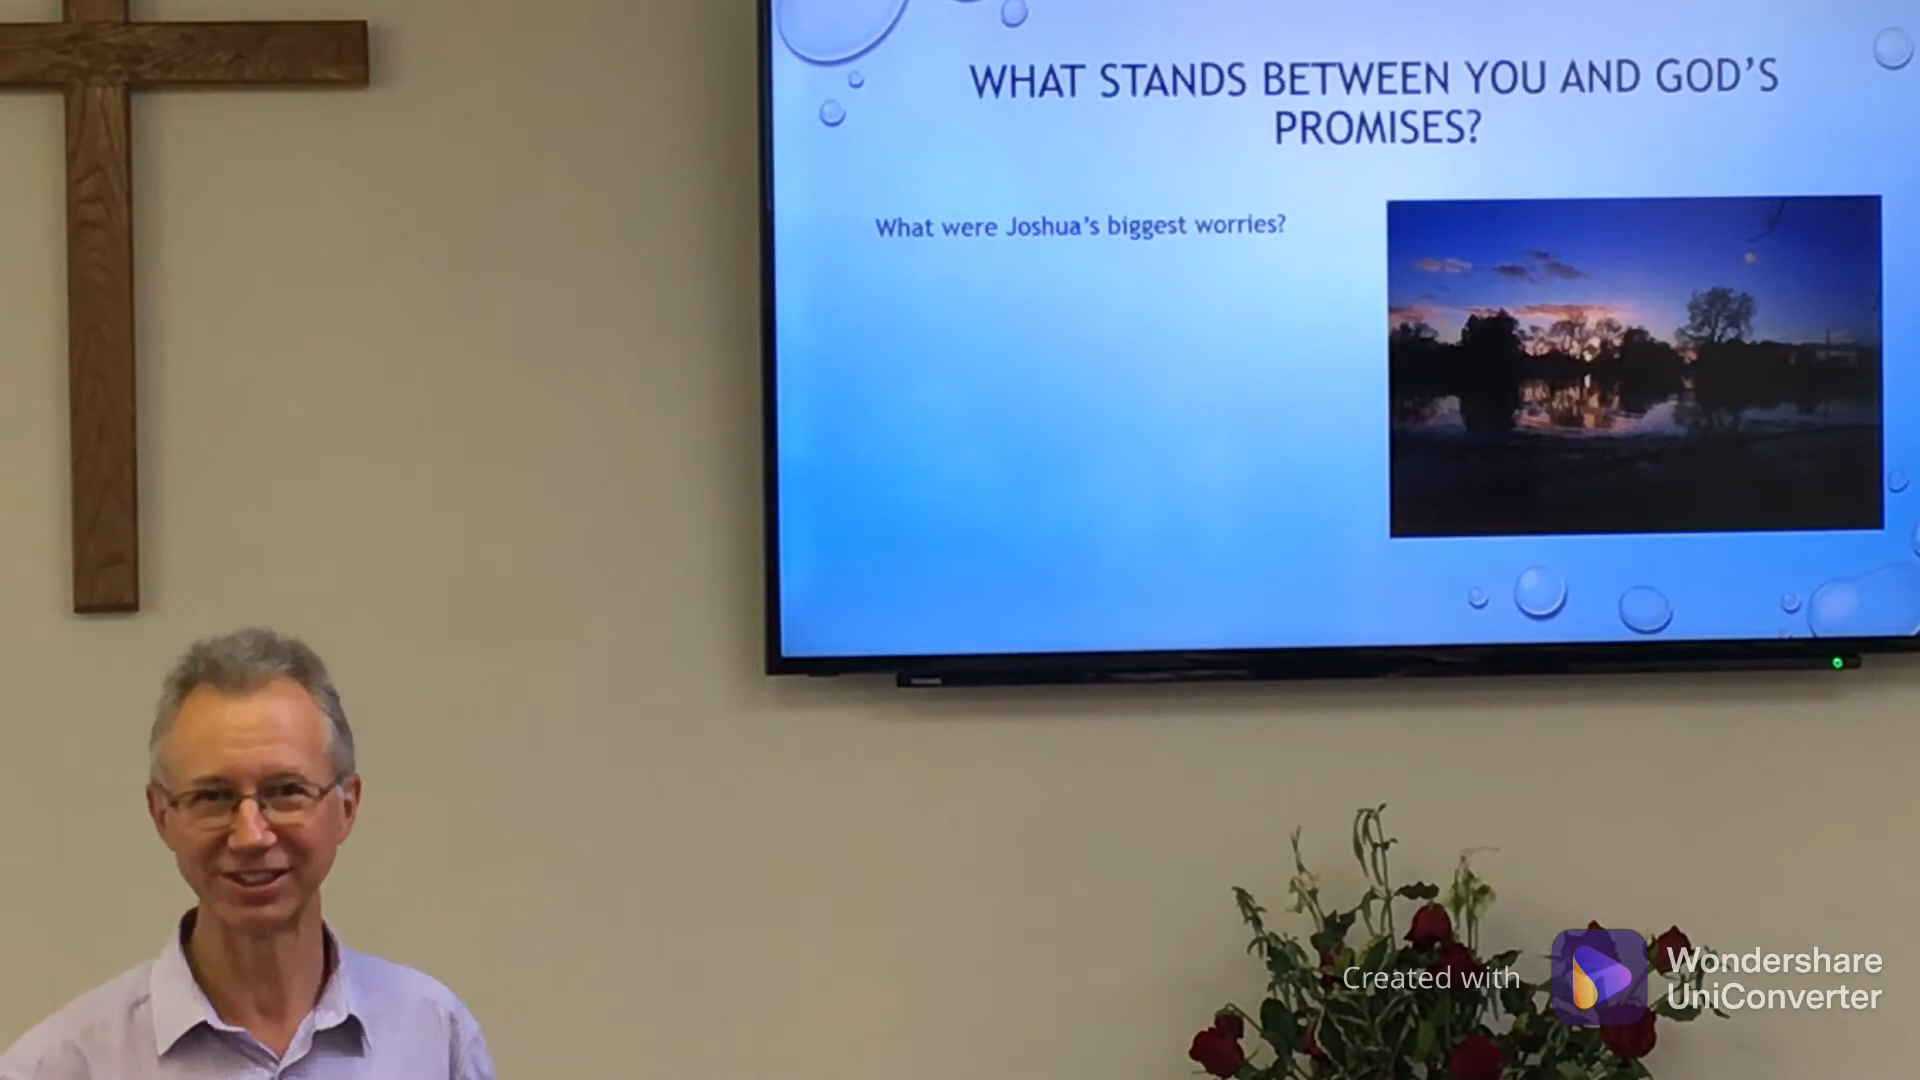 WHAT STANDS BETWEEN YOU AND GOD'S
PROMISES?
What were Joshua's biggest worries?
Created with
Wondershare
UniConverter